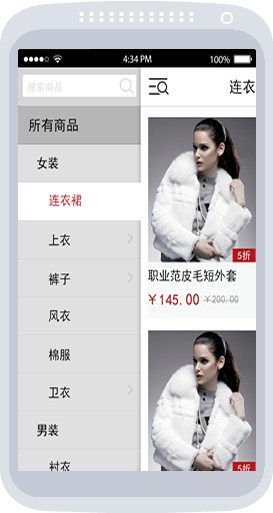 4:34 PM 100%
搜索商品
所有商品
女装
连衣裙
上衣
裤子
风衣
棉服
卫衣
男装
衬衣
连衣
5折
职业范皮毛短外套
￥145.00 ￥200.00
5折